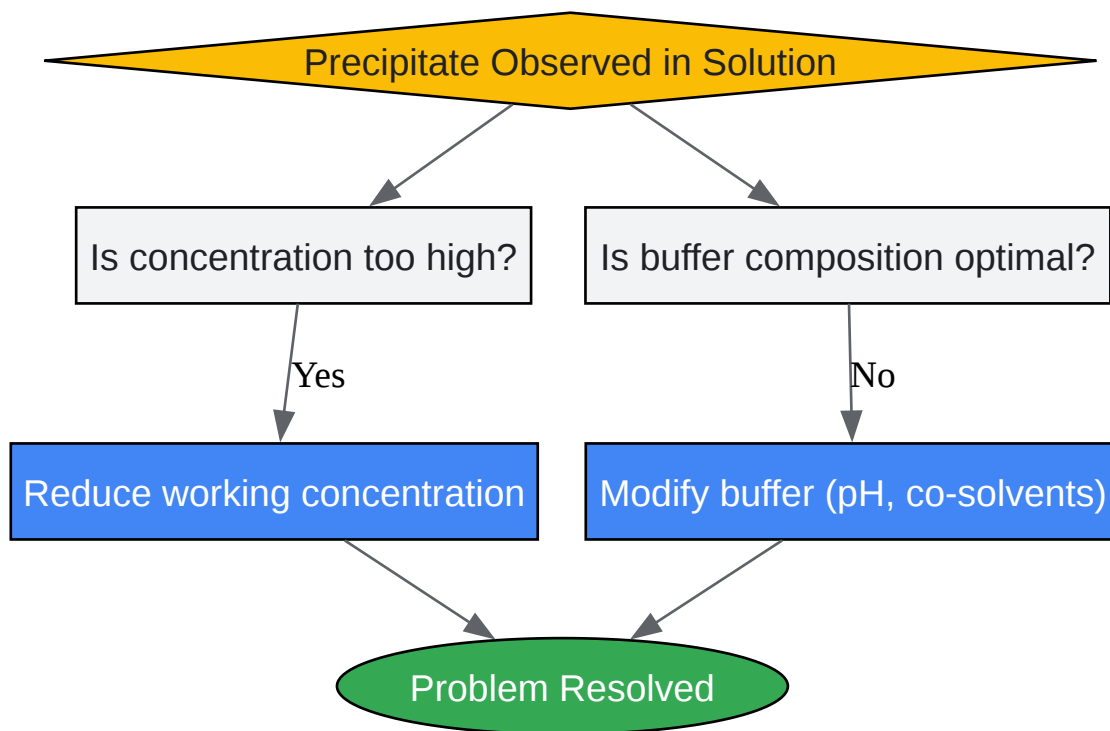 Precipitate Observed in Solution
Is concentration too high?
Is buffer composition optimal?
Yes
No
Reduce working concentration
Modify buffer (pH, co-solvents)
Problem Resolved